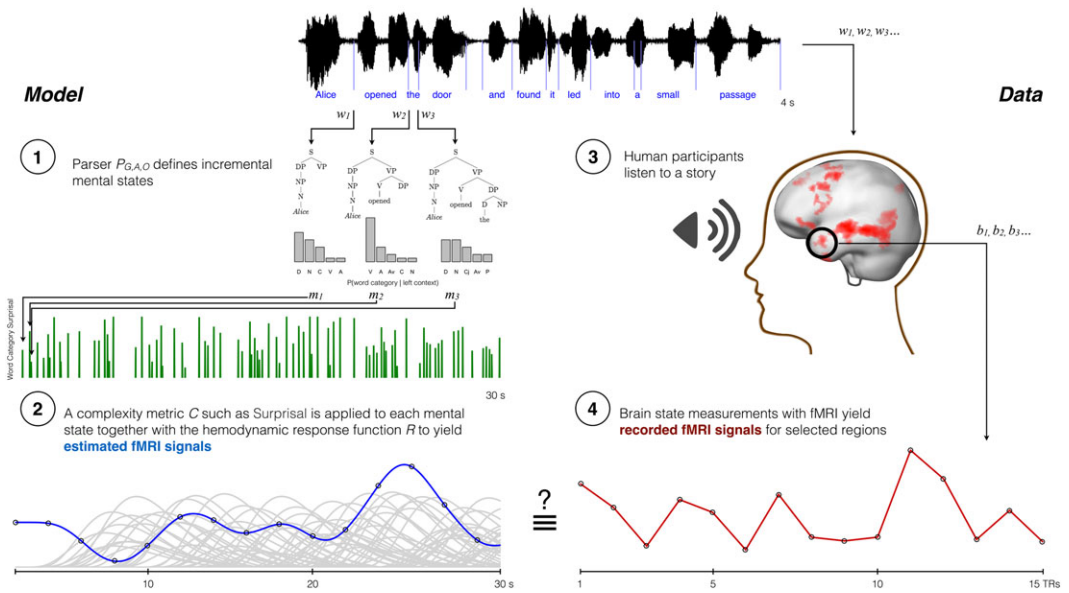 w1, w2, w3...
Model
Data
Alice opened the door and found it led into a small passage
4 s
w1 w2 w3
1
Parser PG,A,O defines incremental
mental states
S
DP VP
NP
N
Alice
S
DP VP
NP V DP
N opened
Alice
S
DP VP
NP V DP
N opened D NP
Alice the
D N C V A
V A Av C N
D N Cj Av P
P(word category | left context)
m1 m2 m3
Word Category Surprisal
30 s
2
A complexity metric C such as Surprisal is applied to each mental
state together with the hemodynamic response function R to yield
estimated fMRI signals
10 20 30 s
3
Human participants
listen to a story
b1, b2, b3...
4
Brain state measurements with fMRI yield
recorded fMRI signals for selected regions
?
≡
1 5 10 15 TRs